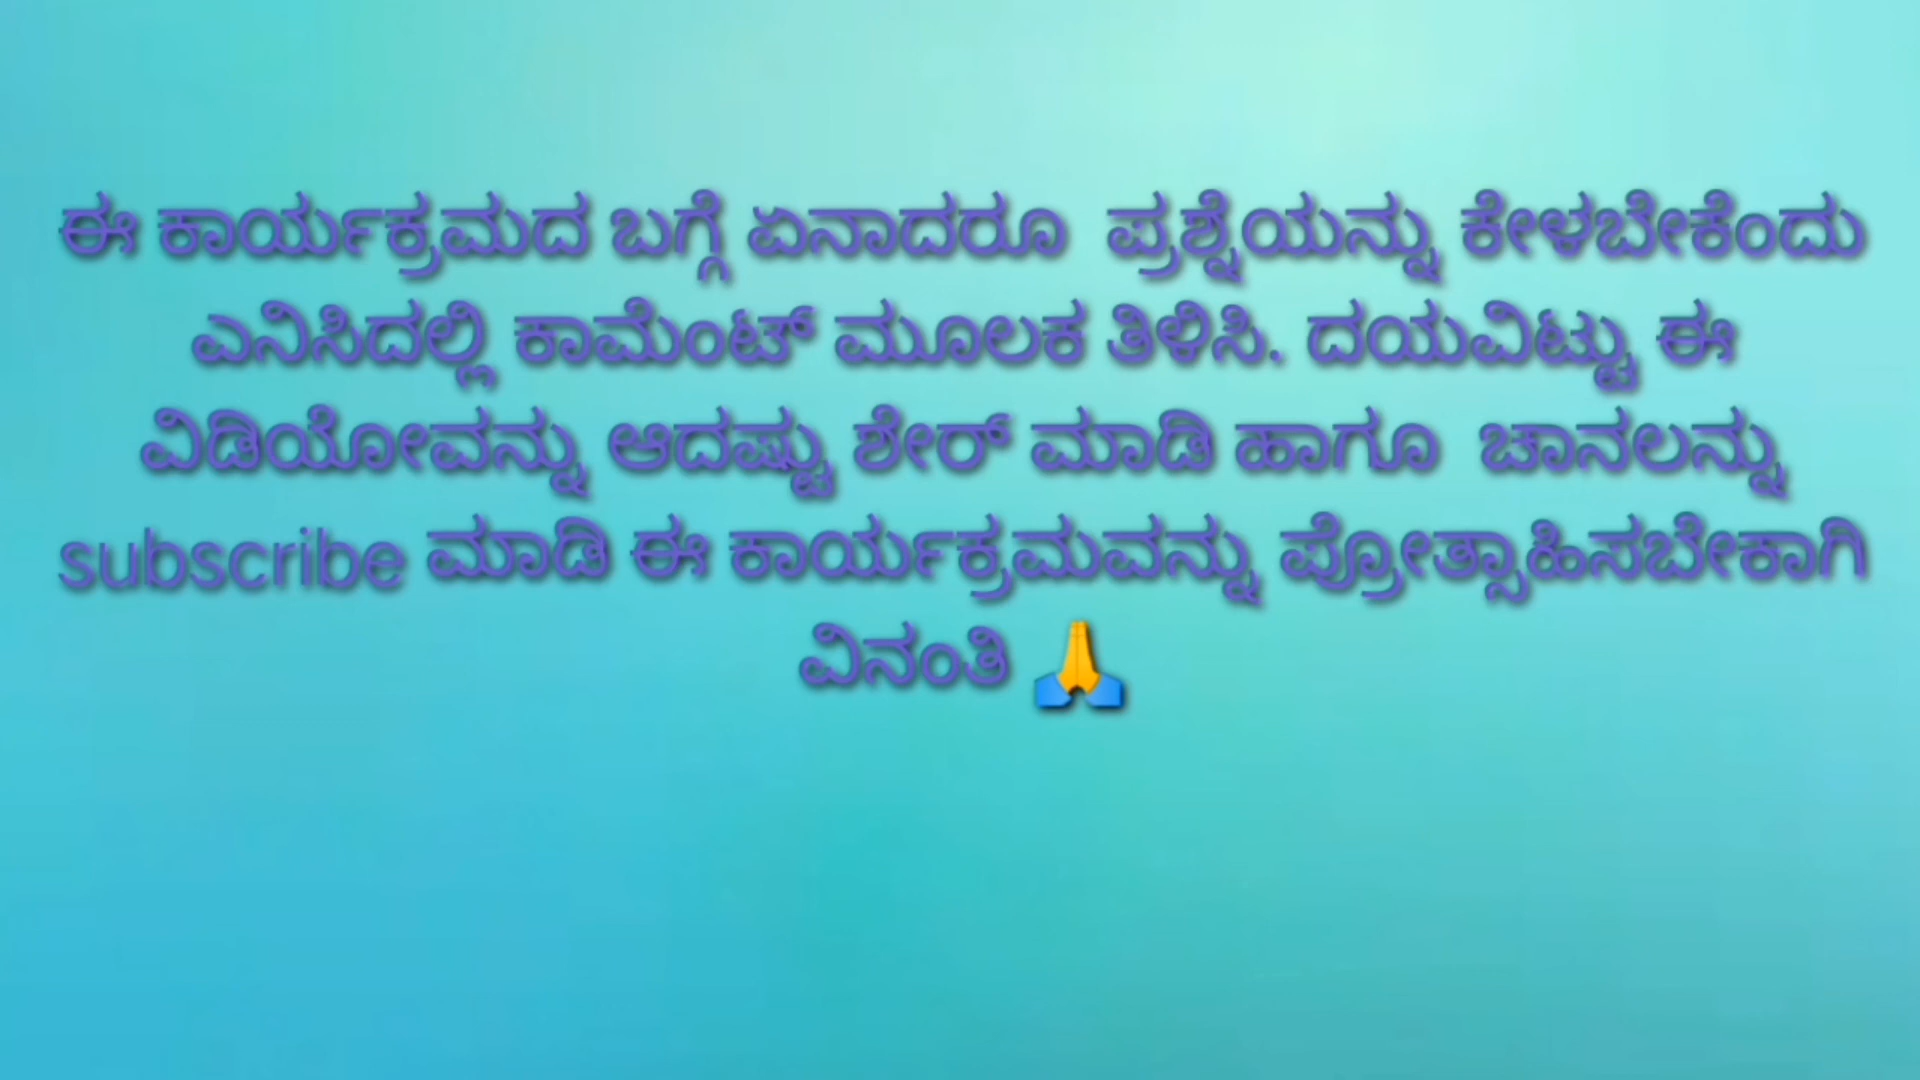 ಈ ಕಾರ್ಯಕ್ರಮದ ಬಗ್ಗೆ ಏನಾದರೂ ಪ್ರಶ್ನೆಯನ್ನು ಕೇಳಬೇಕೆಂದು
ಎನಿಸಿದಲ್ಲಿ ಕಾಮೆಂಟ್ ಮೂಲಕ ತಿಳಿಸಿ. ದಯವಿಟ್ಟು ಈ
ವಿಡಿಯೋವನ್ನು ಆದಷ್ಟು ಶೇರ್ ಮಾಡಿ ಹಾಗೂ ಚಾನಲನ್ನು
subscribe ಮಾಡಿ ಈ ಕಾರ್ಯಕ್ರಮವನ್ನು ಪ್ರೋತ್ಸಾಹಿಸಬೇಕಾಗಿ
ವಿನಂತಿ 🙏